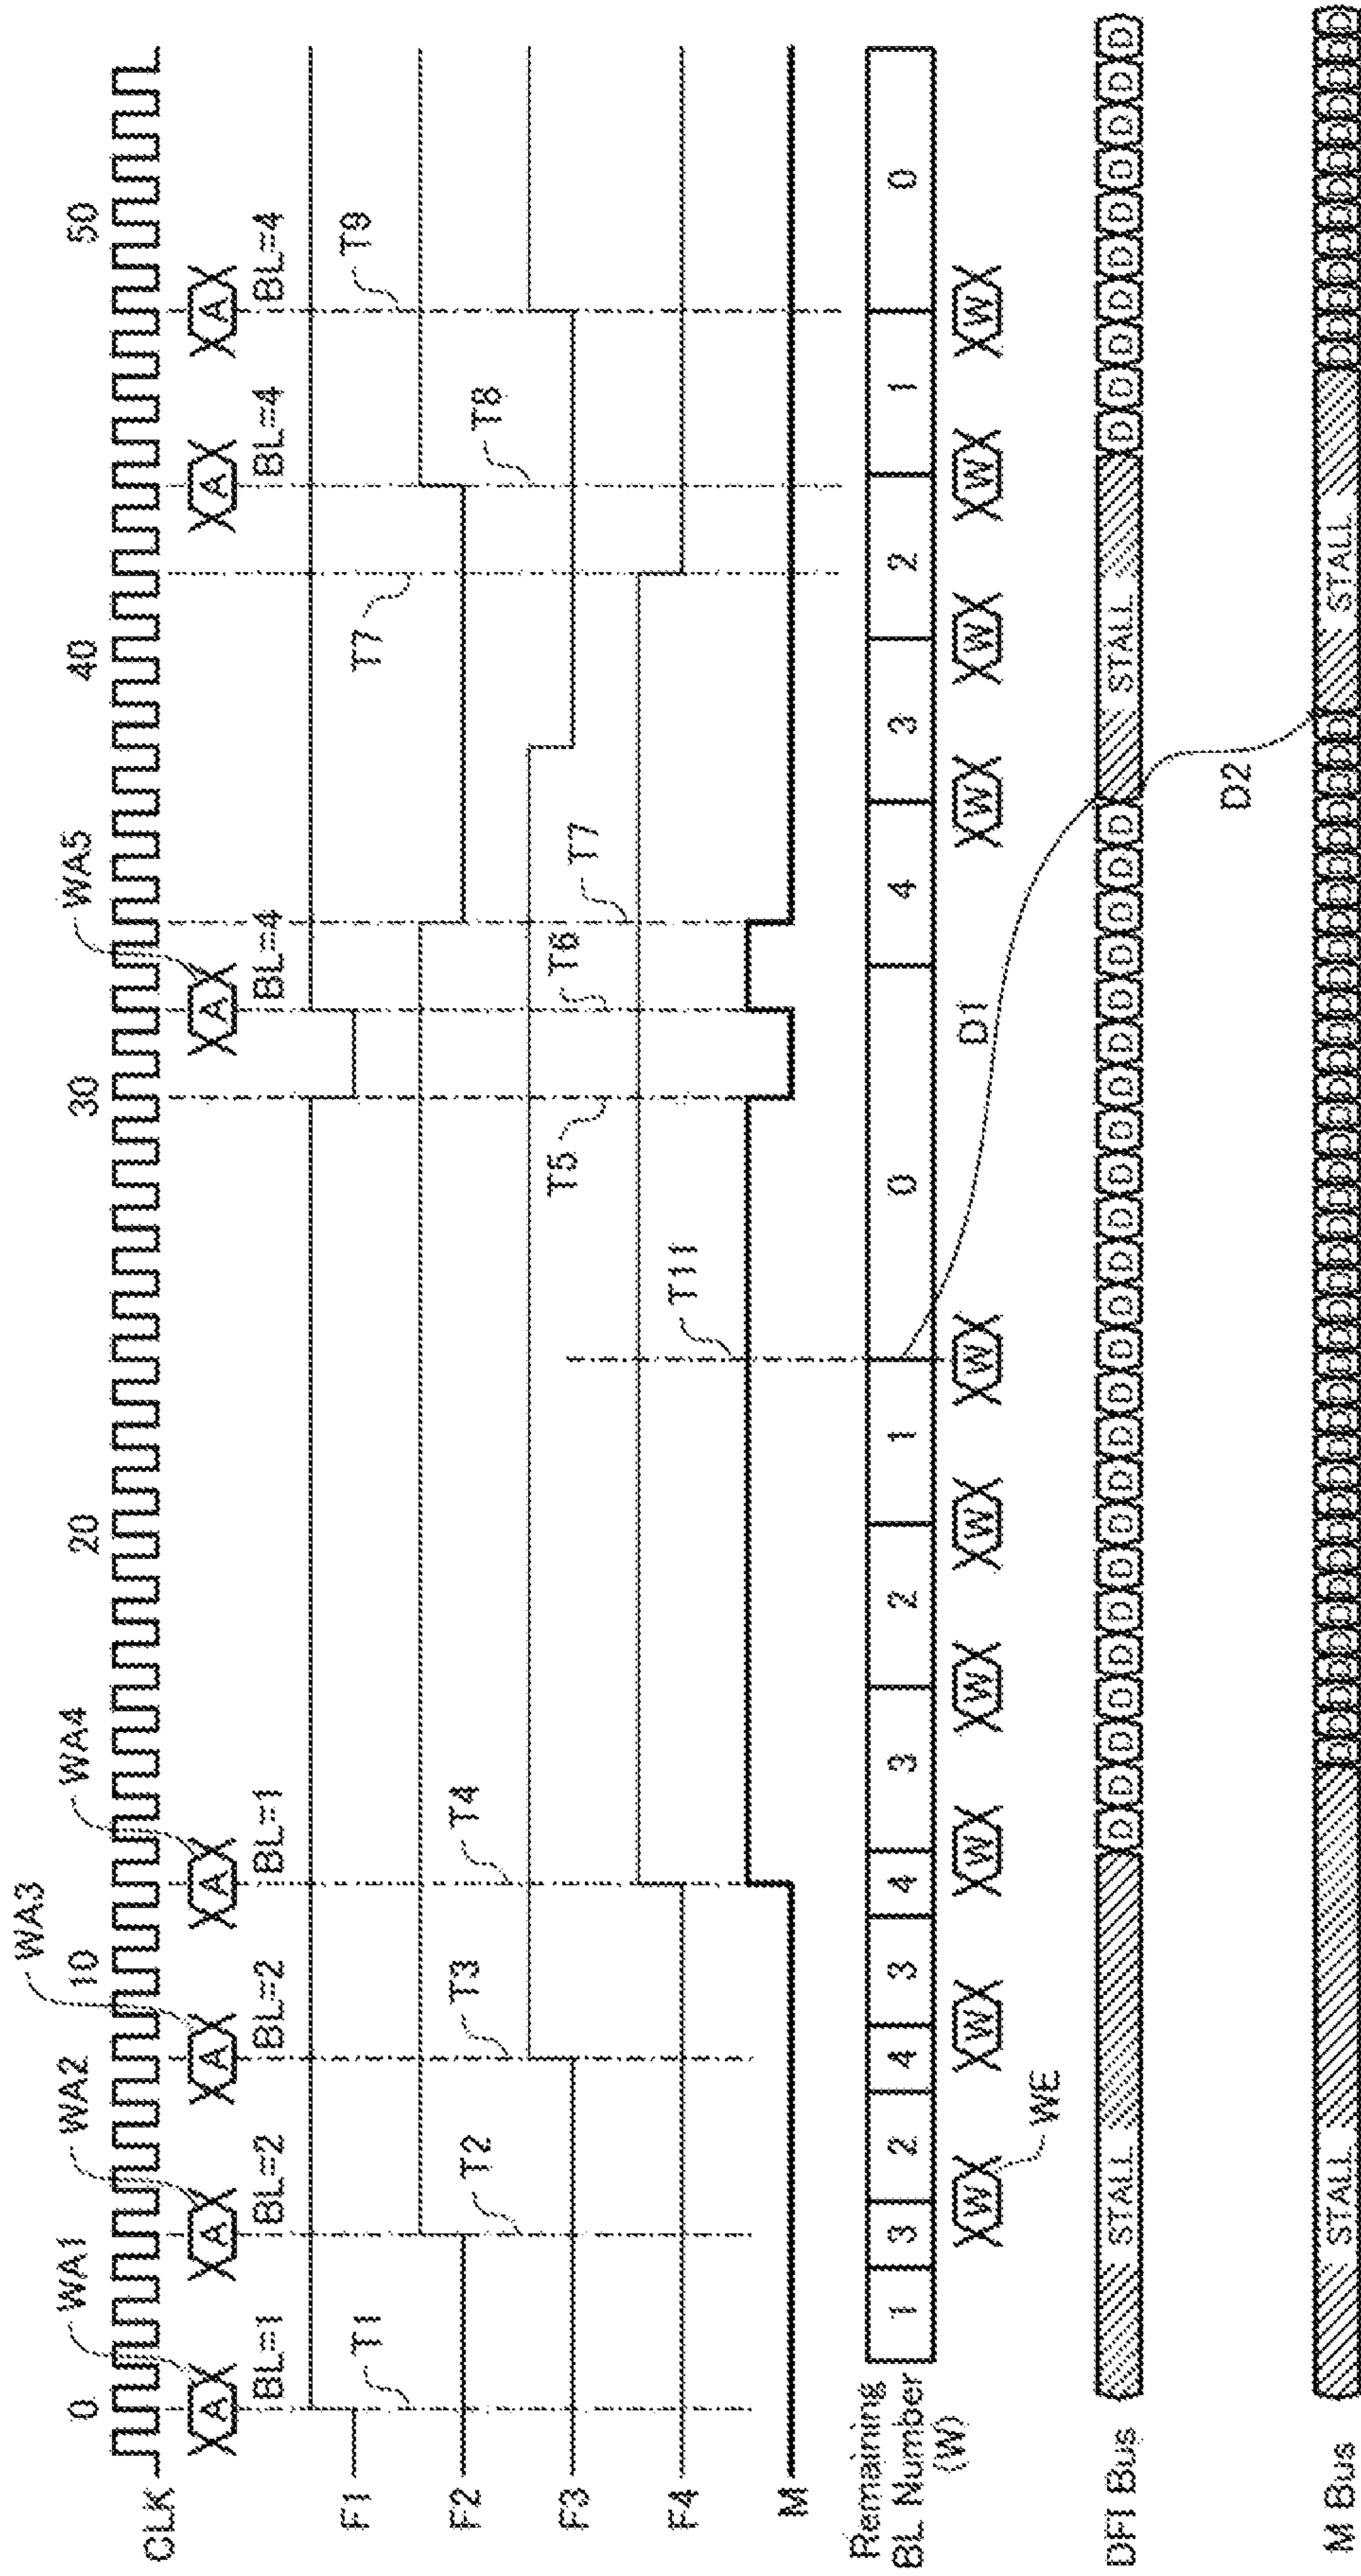 0 10 20 30 40 50
CLK
WA1 WA2 WA3 WA4 WA5
A A A A A A A
BL=1 BL=2 BL=2 BL=1 BL=4 BL=4 BL=4
F1
T1 T7 T9
F2
T2 T3 T4 T8
F3
T5 T6 T7
F4
T11
M
Remaining
BL Number
(W)
1 3 2 4 3 4 3 2 1 0 4 3 2 1 0
W W W W W W W W W W
WE
D1
DFI Bus
STALL D D D D D D D D D D D D D D D D D D D D D D D D STALL D D D D D D D D D D D
D2
M Bus
STALL STALL